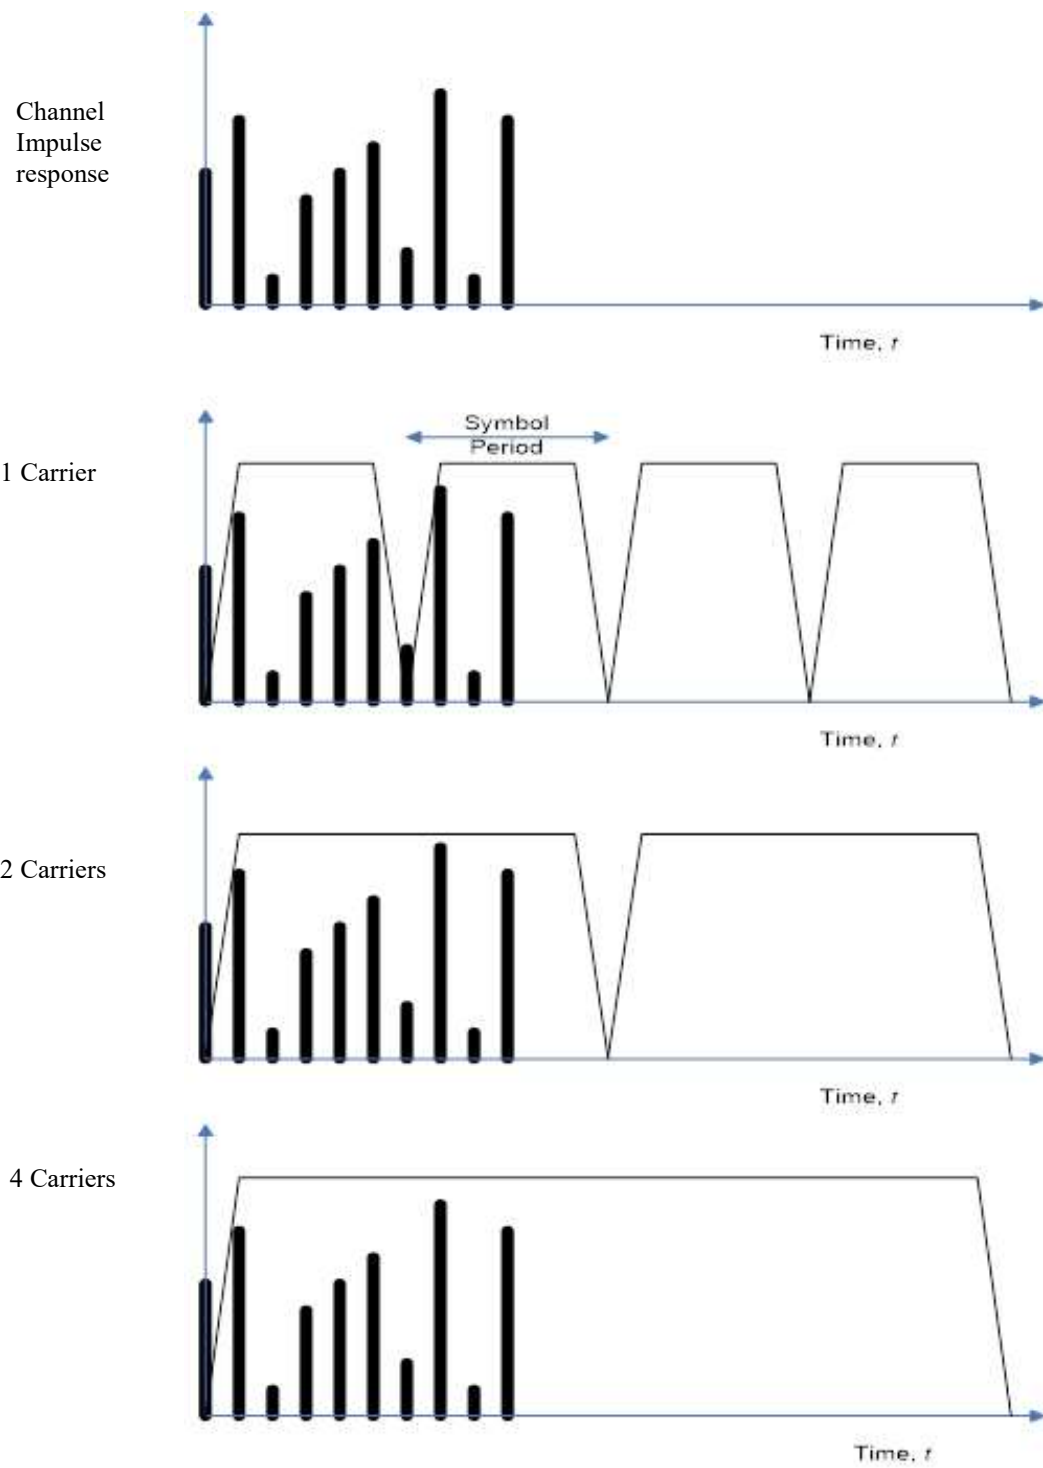 Channel
Impulse
response
Time, t
Symbol
Period
1 Carrier
Time, t
2 Carriers
Time, t
4 Carriers
Time, t